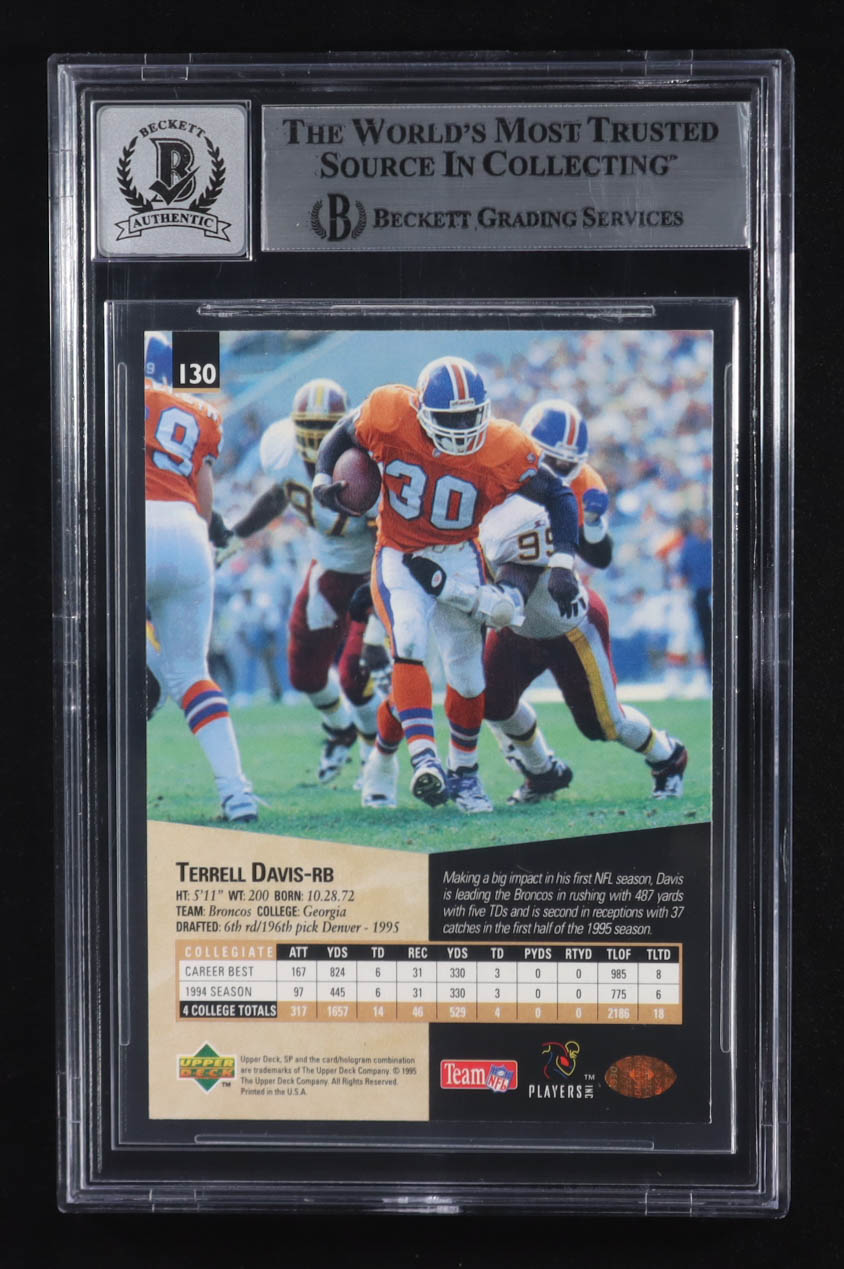 BECKETT
B
AUTHENTIC
THE WORLD'S MOST TRUSTED
SOURCE IN COLLECTING™
B BECKETT GRADING SERVICES
130
9
9
30
30
99
TERRELL DAVIS-RB
HT: 5'11" WT: 200 BORN: 10.28.72
TEAM: Broncos COLLEGE: Georgia
DRAFTED: 6th rd/196th pick Denver - 1995
Making a big impact in his first NFL season, Davis
is leading the Broncos in rushing with 487 yards
with five TDs and is second in receptions with 37
catches in the first half of the 1995 season.
COLLEGIATE ATT YDS TD REC YDS TD PYDS RTYD TLOF TLTD
CAREER BEST 167 824 6 31 330 3 0 0 985 8
1994 SEASON 97 445 6 31 330 3 0 0 775 6
4 COLLEGE TOTALS 317 1657 14 46 529 4 0 0 2186 18
UPPER DECK™
Upper Deck, SP and the card/hologram combination
are trademarks of The Upper Deck Company. © 1995
The Upper Deck Company. All Rights Reserved.
Printed in the U.S.A.
Team NFL
PLAYERS INC™